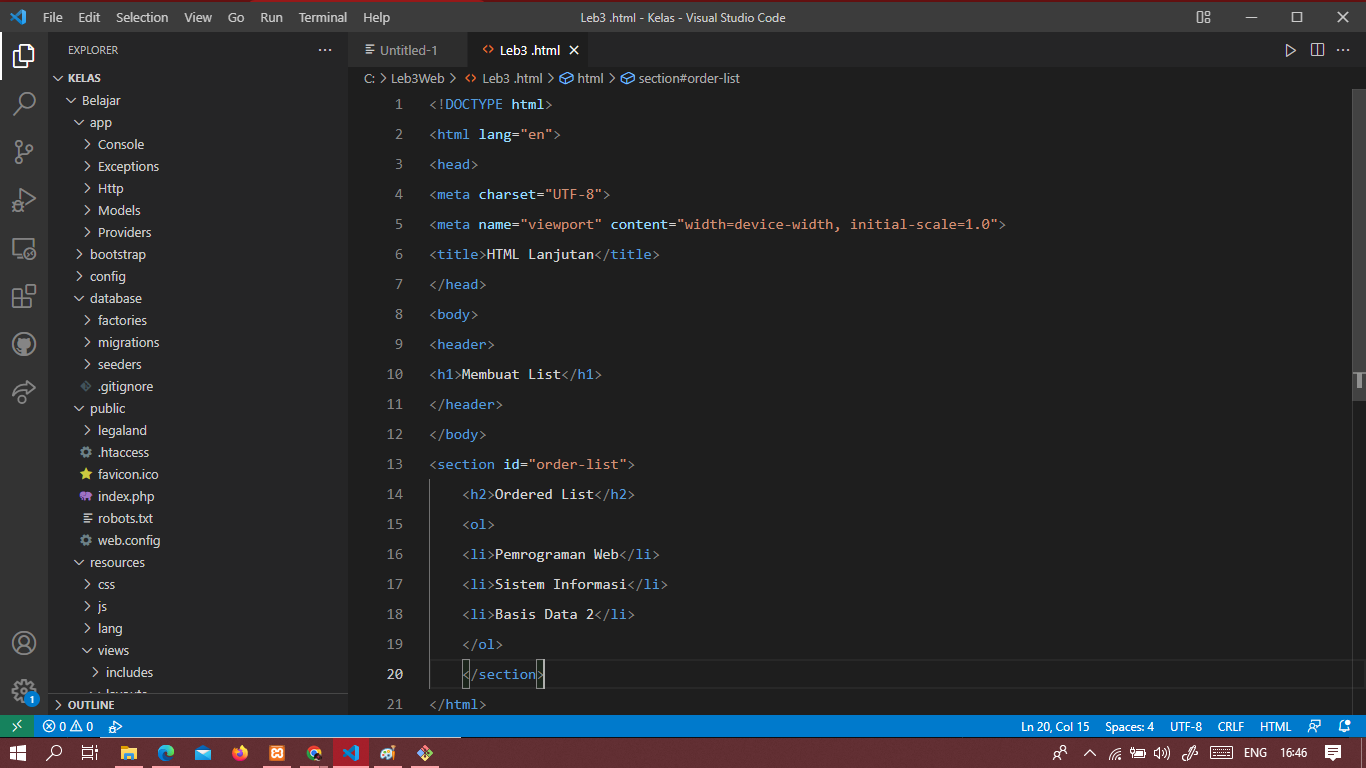 File Edit Selection View Go Run Terminal Help Leb3 .html - Kelas - Visual Studio Code
EXPLORER
KELAS
Belajar
app
Console
Exceptions
Http
Models
Providers
bootstrap
config
database
factories
migrations
seeders
.gitignore
public
legaland
.htaccess
favicon.ico
index.php
robots.txt
web.config
resources
css
js
lang
views
includes
layouts
OUTLINE
Untitled-1 Leb3 .html
C: > Leb3Web > Leb3 .html > html > section#order-list
1 <!DOCTYPE html>
2 <html lang="en">
3 <head>
4 <meta charset="UTF-8">
5 <meta name="viewport" content="width=device-width, initial-scale=1.0">
6 <title>HTML Lanjutan</title>
7 </head>
8 <body>
9 <header>
10 <h1>Membuat List</h1>
11 </header>
12 </body>
13 <section id="order-list">
14 <h2>Ordered List</h2>
15 <ol>
16 <li>Pemrograman Web</li>
17 <li>Sistem Informasi</li>
18 <li>Basis Data 2</li>
19 </ol>
20 </section>
21 </html>
1
0 0 Ln 20, Col 15 Spaces: 4 UTF-8 CRLF HTML
ENG 16:46